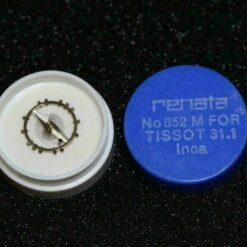 renata
No 852 M FOR
TISSOT 31.1
Inca